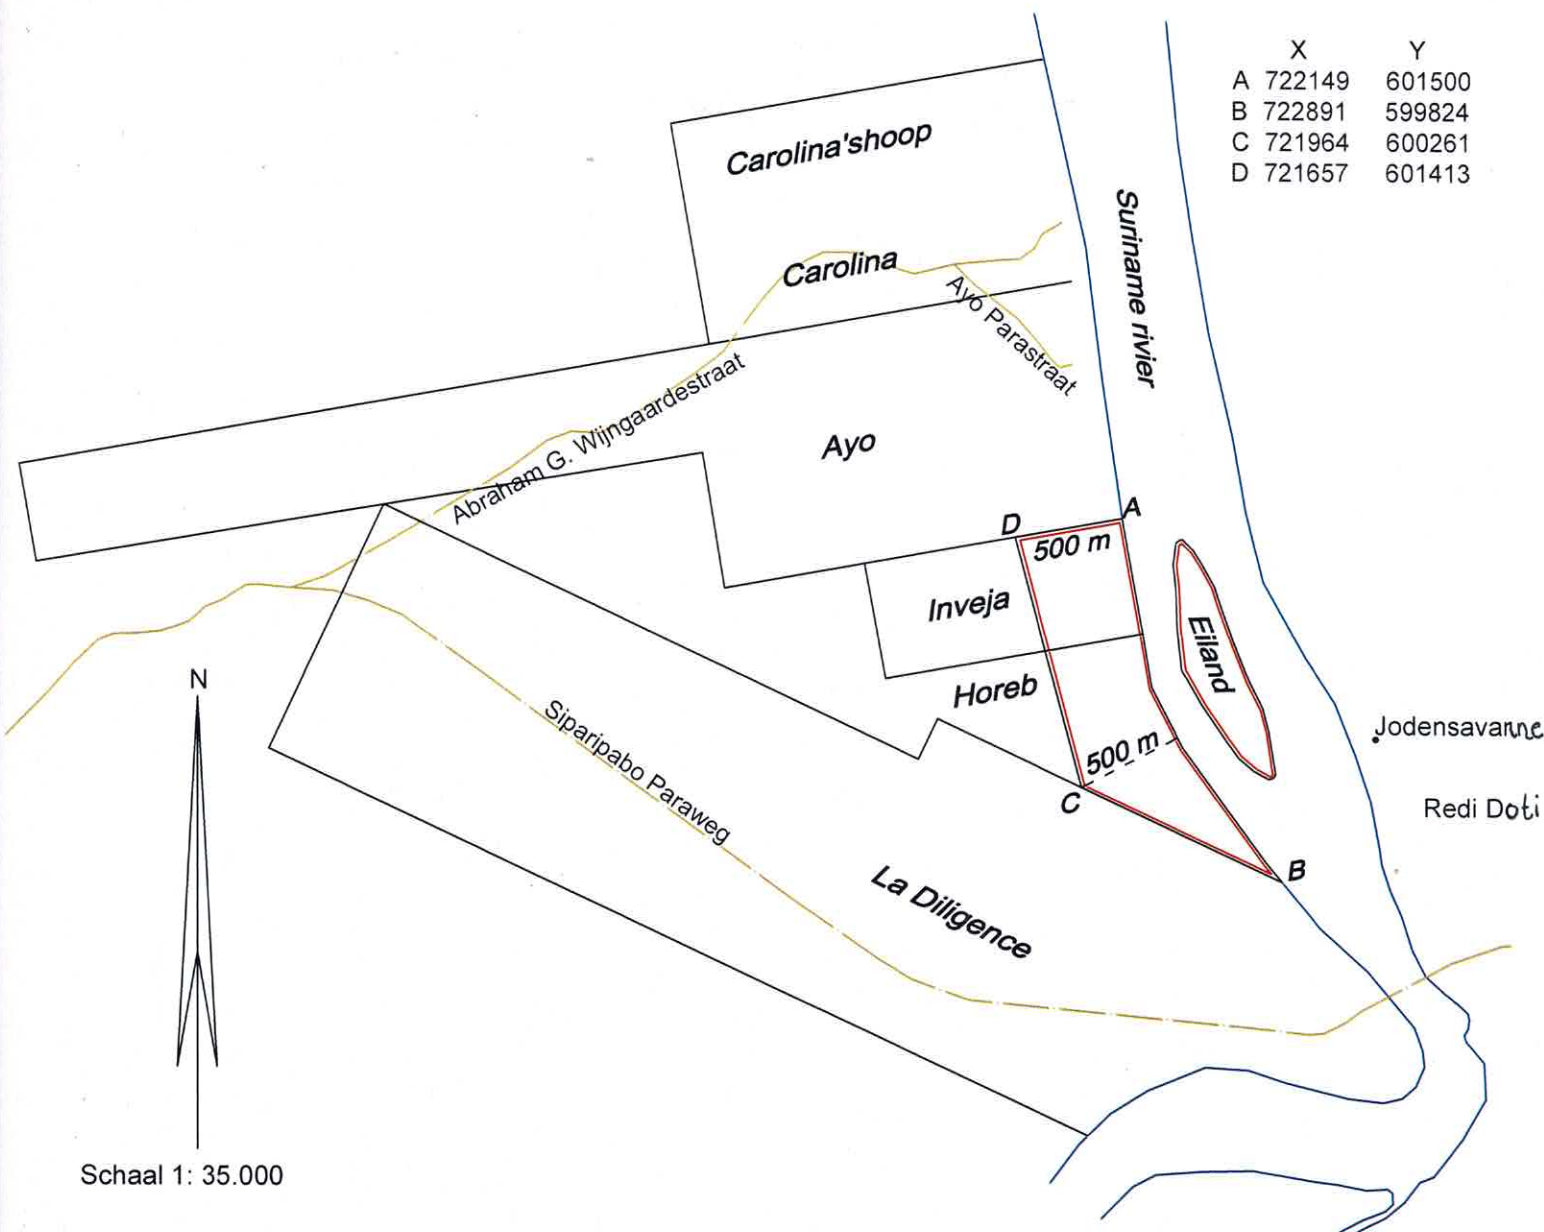 X Y
A 722149 601500
B 722891 599824
C 721964 600261
D 721657 601413
Carolina'shoop
Suriname rivier
Carolina
Ayo Parastraat
Abraham G. Wijngaardestraat
Ayo
A
D
500 m
Inveja
Eiland
N
Horeb
Siparipabo Paraweg
500 m
Jodensavanne
C
Redi Doti
B
La Diligence
Schaal 1: 35.000